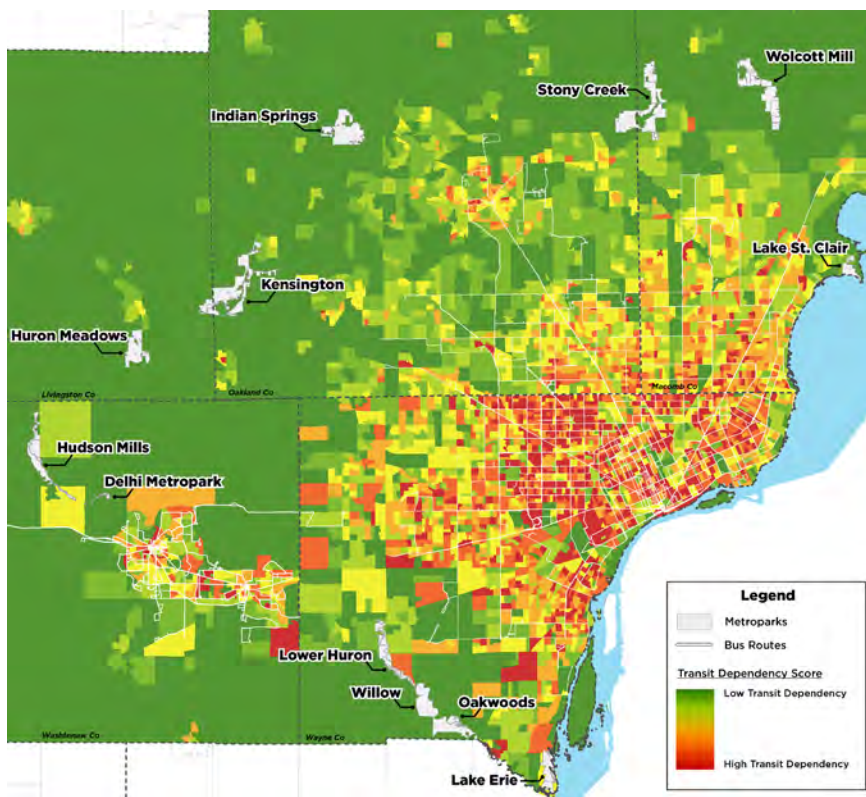 Wolcott Mill
Stony Creek
Indian Springs
Lake St. Clair
Kensington
Huron Meadows
Livingston Co
Oakland Co
Macomb Co
Hudson Mills
Delhi Metropark
Legend
Metroparks
Bus Routes
Transit Dependency Score
Low Transit Dependency
High Transit Dependency
Lower Huron
Willow
Oakwoods
Washtenaw Co
Wayne Co
Lake Erie